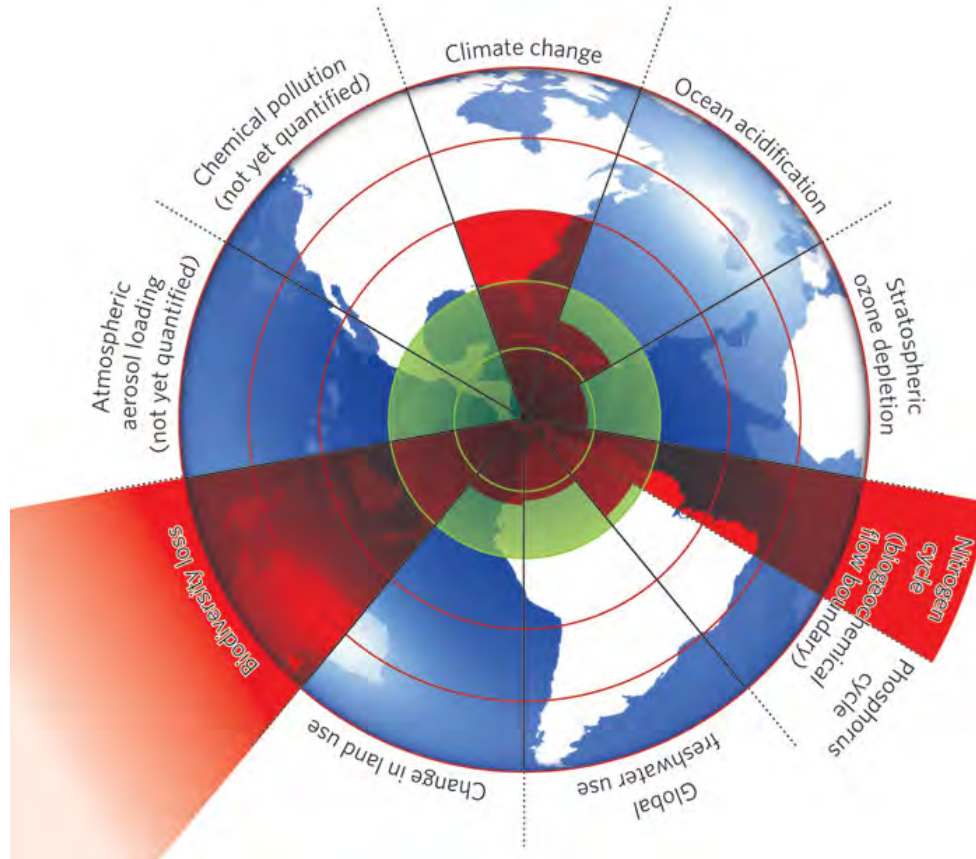 Climate change
Ocean acidification
Stratospheric
ozone depletion
Nitrogen
cycle
(biogeochemical
flow boundary)
Phosphorus
cycle
Global
freshwater use
Change in land use
Biodiversity loss
Atmospheric
aerosol loading
(not yet quantified)
Chemical pollution
(not yet quantified)